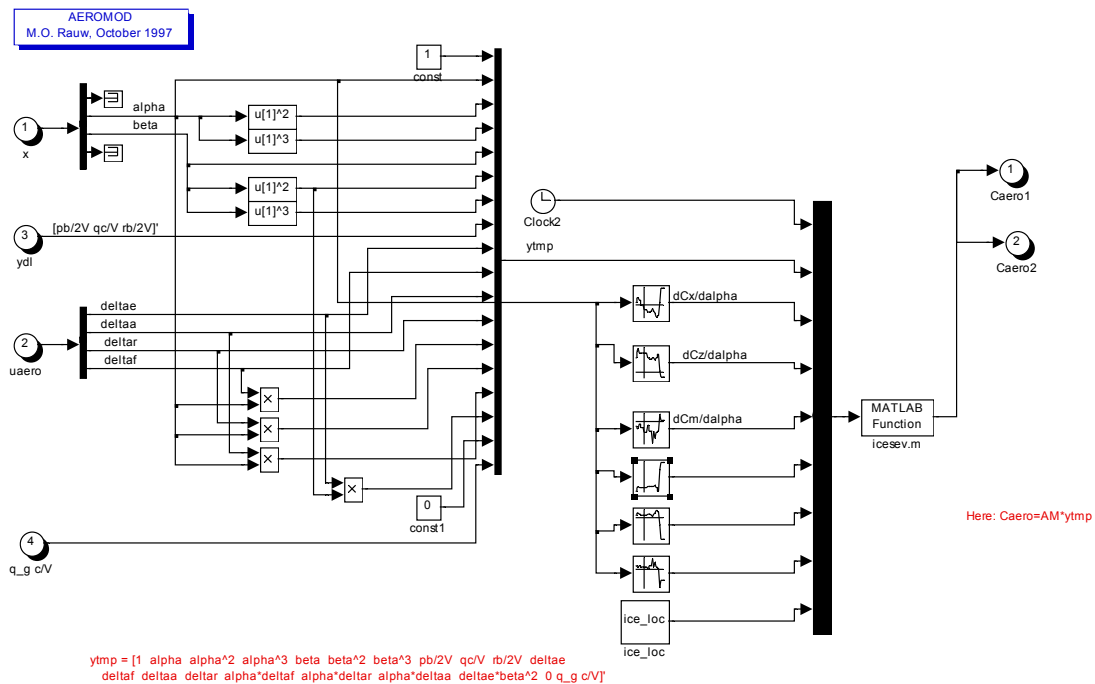 AEROMOD
M.O. Rauw, October 1997
1
const
alpha
beta
u[1]^2
u[1]^3
1
x
u[1]^2
u[1]^3
[pb/2V qc/V rb/2V]'
3
ydl
Clock2
ytmp
1
Caero1
2
Caero2
deltae
deltaa
deltar
deltaf
2
uaero
dCx/dalpha
dCz/dalpha
dCm/dalpha
MATLAB
Function
icesev.m
×
×
×
×
0
const1
4
q_g c/V
Here: Caero=AM*ytmp
ice_loc
ice_loc
ytmp = [1 alpha alpha^2 alpha^3 beta beta^2 beta^3 pb/2V qc/V rb/2V deltae
deltaf deltaa deltar alpha*deltaf alpha*deltar alpha*deltaa deltae*beta^2 0 q_g c/V]'